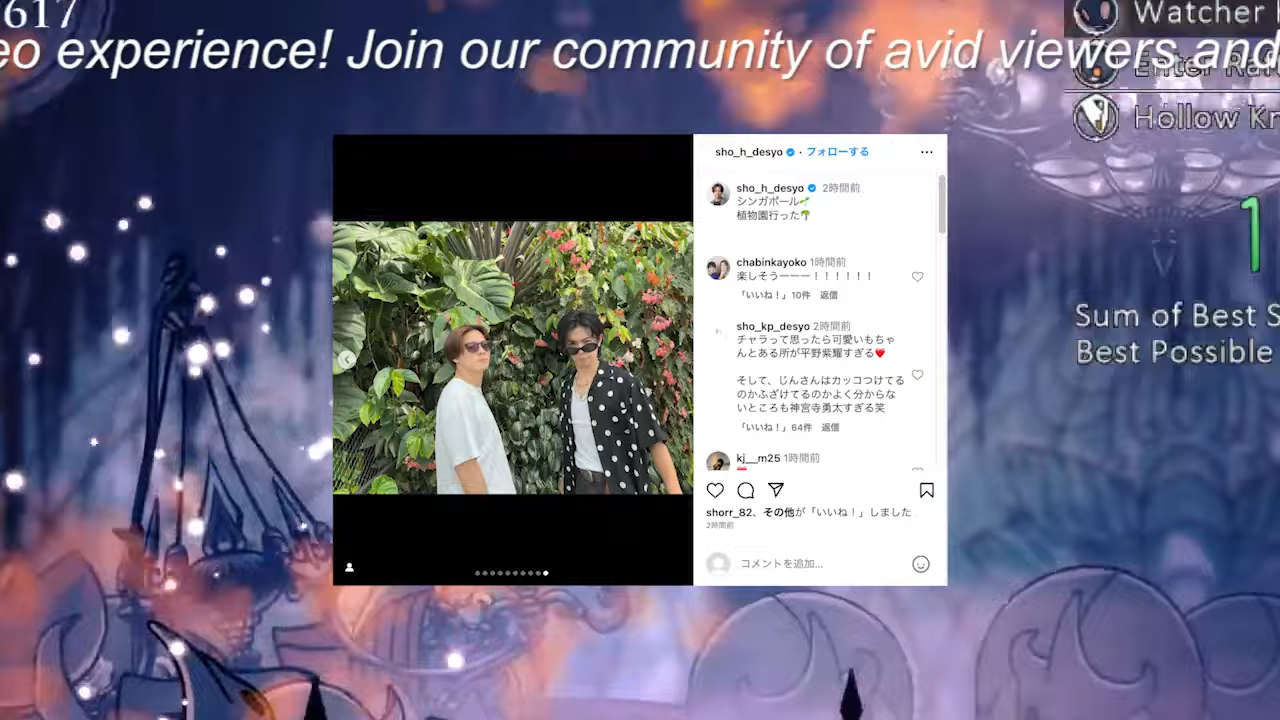 617
eo experience! Join our community of avid viewers and
Watcher
Enter
Hollow Kn
1
Sum of Best S
Best Possible
sho_h_desyo · フォローする
sho_h_desyo 2時間前
シンガポール🌱
植物園行った🌳
chabinkayoko 1時間前
楽しそうーーー！！！！！！
「いいね！」10件 返信
sho_kp_desyo 2時間前
チャラって思ったら可愛いもちゃ
んとある所が平野紫耀すぎる❤️
そして、じんさんはカッコつけてる
のかふざけてるのかよく分からな
いところも神宮寺勇太すぎる笑
「いいね！」64件 返信
kj__m25 1時間前
shorr_82、その他が「いいね！」しました
2時間前
コメントを追加...